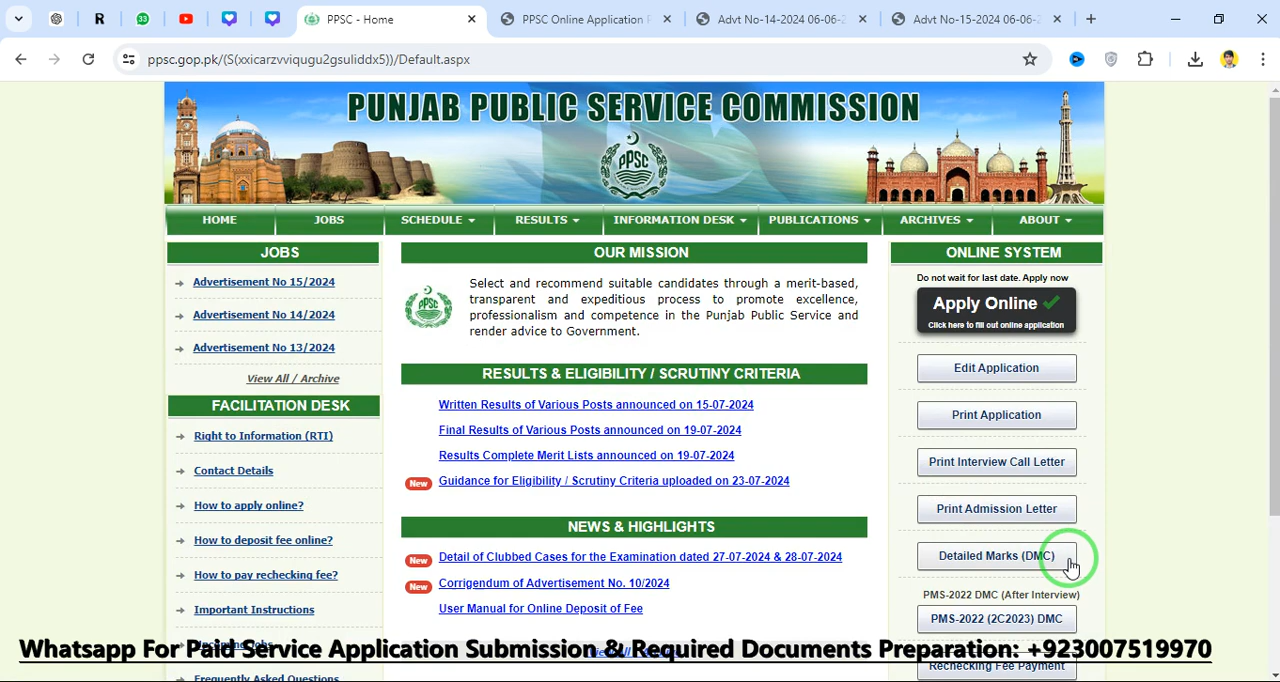 R
33
PPSC - Home
PPSC Online Application F
Advt No-14-2024 06-06-2
Advt No-15-2024 06-06-2
ppsc.gop.pk/(S(xxicarzvviqugu2gsuliddx5))/Default.aspx
PUNJAB PUBLIC SERVICE COMMISSION
PPSC
HOME
JOBS
SCHEDULE
RESULTS
INFORMATION DESK
PUBLICATIONS
ARCHIVES
ABOUT
JOBS
Advertisement No 15/2024
Advertisement No 14/2024
Advertisement No 13/2024
View All / Archive
FACILITATION DESK
Right to Information (RTI)
Contact Details
How to apply online?
How to deposit fee online?
How to pay rechecking fee?
Important Instructions
Upcoming Jobs
Frequently Asked Questions
OUR MISSION
PPSC
Select and recommend suitable candidates through a merit-based,
transparent and expeditious process to promote excellence,
professionalism and competence in the Punjab Public Service and
render advice to Government.
RESULTS & ELIGIBILITY / SCRUTINY CRITERIA
Written Results of Various Posts announced on 15-07-2024
Final Results of Various Posts announced on 19-07-2024
Results Complete Merit Lists announced on 19-07-2024
New Guidance for Eligibility / Scrutiny Criteria uploaded on 23-07-2024
NEWS & HIGHLIGHTS
New Detail of Clubbed Cases for the Examination dated 27-07-2024 & 28-07-2024
New Corrigendum of Advertisement No. 10/2024
User Manual for Online Deposit of Fee
ONLINE SYSTEM
Do not wait for last date. Apply now
Apply Online
Click here to fill out online application
Edit Application
Print Application
Print Interview Call Letter
Print Admission Letter
Detailed Marks (DMC)
PMS-2022 DMC (After Interview)
PMS-2022 (2C2023) DMC
Rechecking Fee Payment
Whatsapp For Paid Service Application Submission & Required Documents Preparation: +923007519970